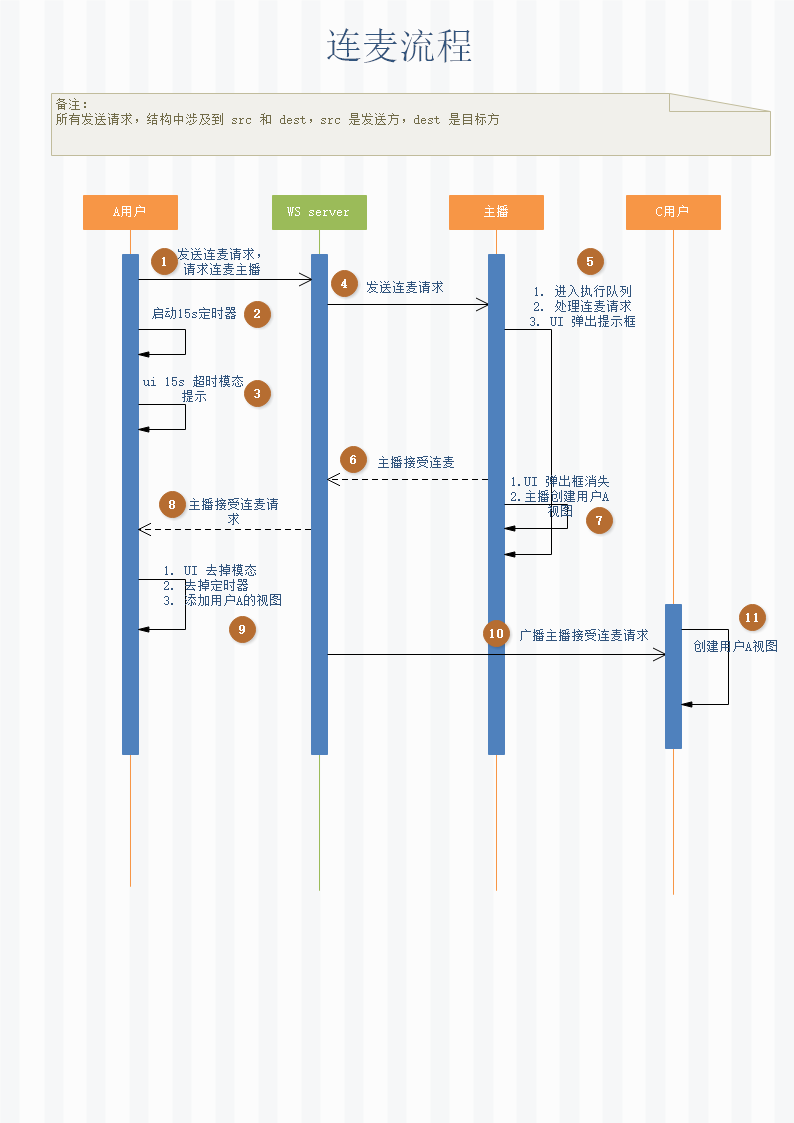 连麦流程
备注:
所有发送请求，结构中涉及到 src 和 dest，src 是发送方，dest 是目标方
A用户
WS server
主播
C用户
1
发送连麦请求，
请求连麦主播
4
发送连麦请求
5
1. 进入执行队列
2. 处理连麦请求
3. UI 弹出提示框
启动15s定时器
2
ui 15s 超时模态
提示
3
6
主播接受连麦
1.UI 弹出框消失
2.主播创建用户A
视图
7
8
主播接受连麦请
求
1. UI 去掉模态
2. 去掉定时器
3. 添加用户A的视图
9
10
广播主播接受连麦请求
11
创建用户A视图